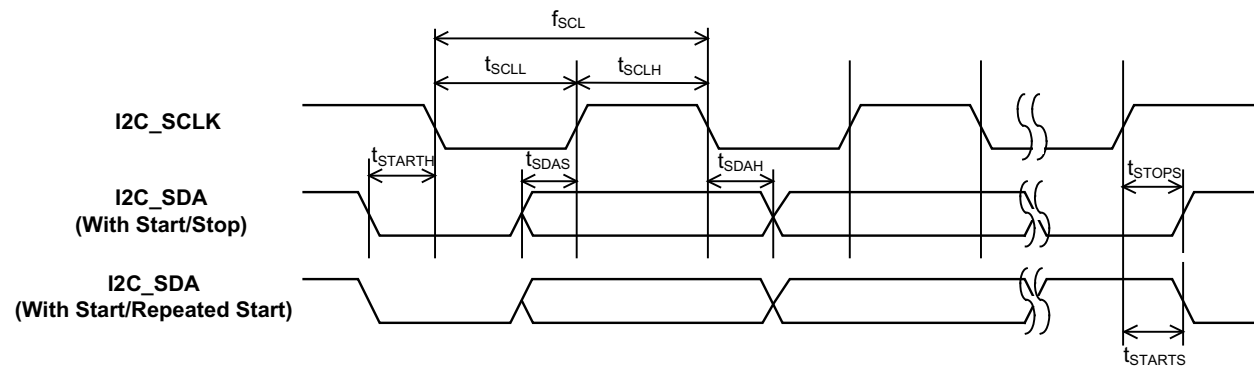 fSCL
tSCLL
tSCLH
I2C_SCLK
tSTARTH
tSDAS
tSDAH
tSTOPS
I2C_SDA
(With Start/Stop)
I2C_SDA
(With Start/Repeated Start)
tSTARTS